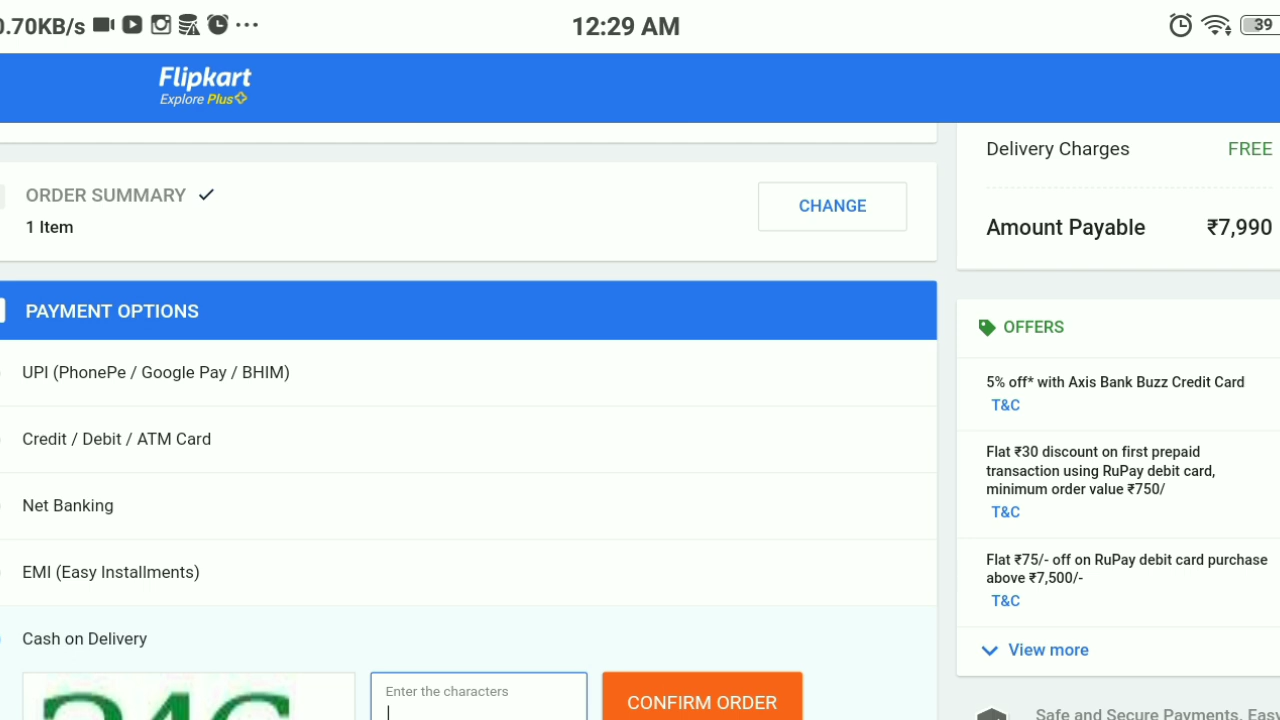 0.70KB/s
12:29 AM
39
Flipkart
Explore Plus
Delivery Charges FREE
Amount Payable ₹7,990
ORDER SUMMARY
1 Item
CHANGE
PAYMENT OPTIONS
UPI (PhonePe / Google Pay / BHIM)
Credit / Debit / ATM Card
Net Banking
EMI (Easy Installments)
Cash on Delivery
Enter the characters
CONFIRM ORDER
OFFERS
5% off* with Axis Bank Buzz Credit Card
T&C
Flat ₹30 discount on first prepaid
transaction using RuPay debit card,
minimum order value ₹750/
T&C
Flat ₹75/- off on RuPay debit card purchase
above ₹7,500/-
T&C
View more
Safe and Secure Payments. Easy